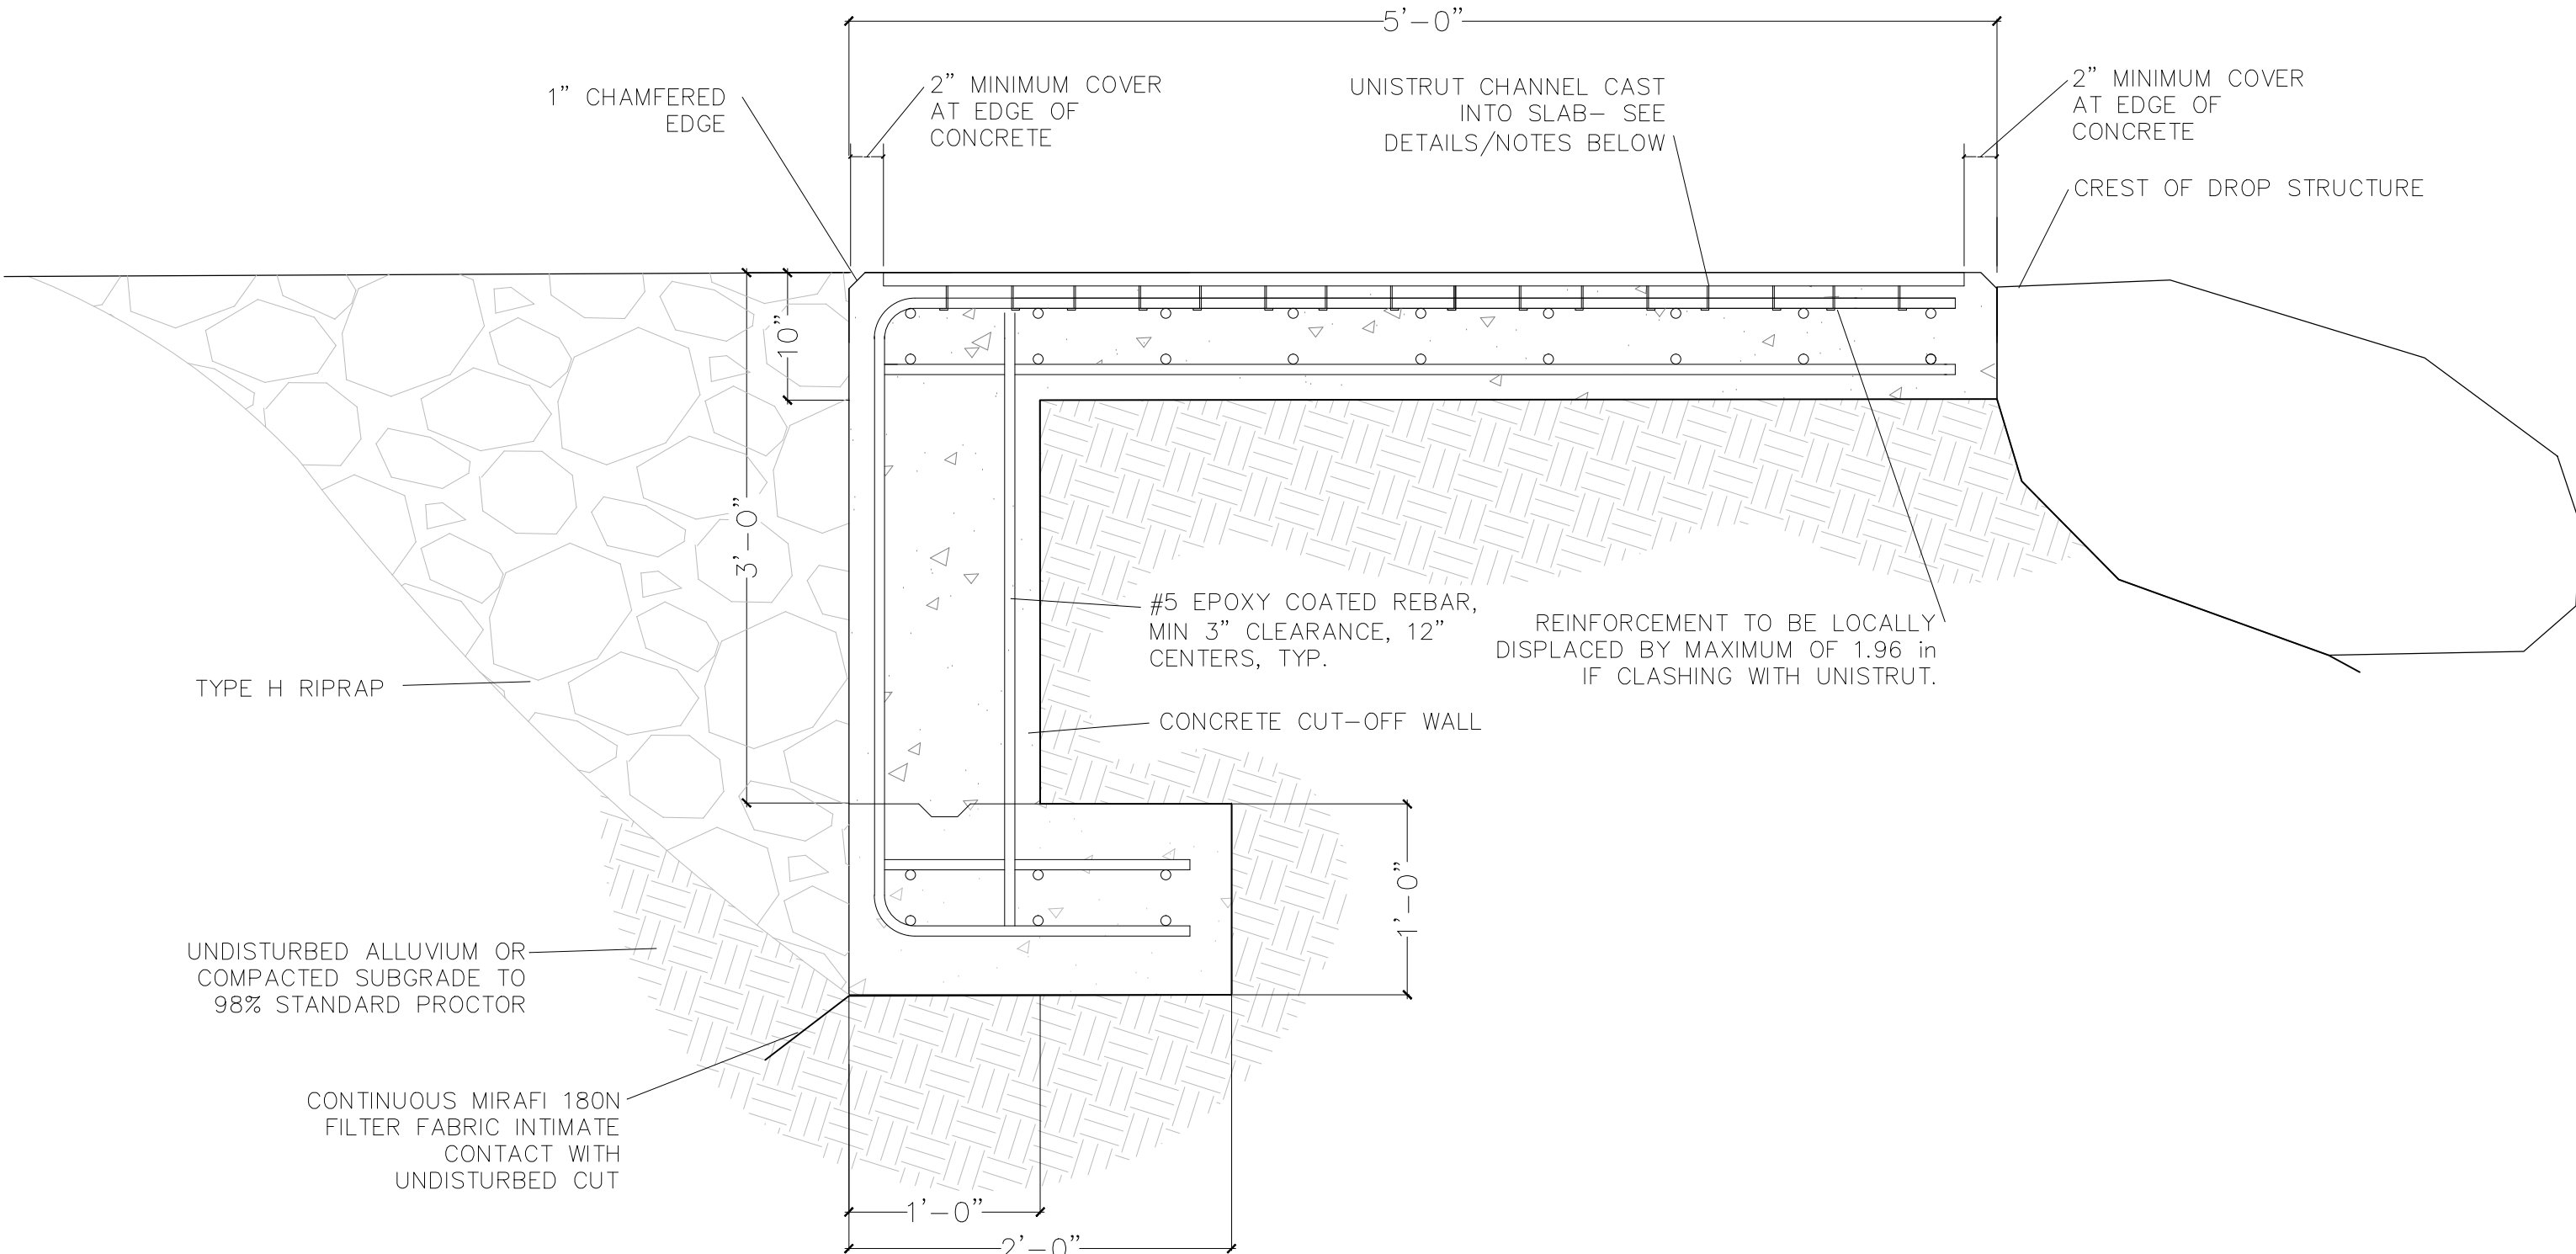 5'-0"
1" CHAMFERED
EDGE
2" MINIMUM COVER
AT EDGE OF
CONCRETE
UNISTRUT CHANNEL CAST
INTO SLAB- SEE
DETAILS/NOTES BELOW
2" MINIMUM COVER
AT EDGE OF
CONCRETE
CREST OF DROP STRUCTURE
10"
3'-0"
#5 EPOXY COATED REBAR,
MIN 3" CLEARANCE, 12"
CENTERS, TYP.
REINFORCEMENT TO BE LOCALLY
DISPLACED BY MAXIMUM OF 1.96 in
IF CLASHING WITH UNISTRUT.
TYPE H RIPRAP
CONCRETE CUT-OFF WALL
1'-0"
UNDISTURBED ALLUVIUM OR
COMPACTED SUBGRADE TO
98% STANDARD PROCTOR
CONTINUOUS MIRAFI 180N
FILTER FABRIC INTIMATE
CONTACT WITH
UNDISTURBED CUT
1'-0"
2'-0"